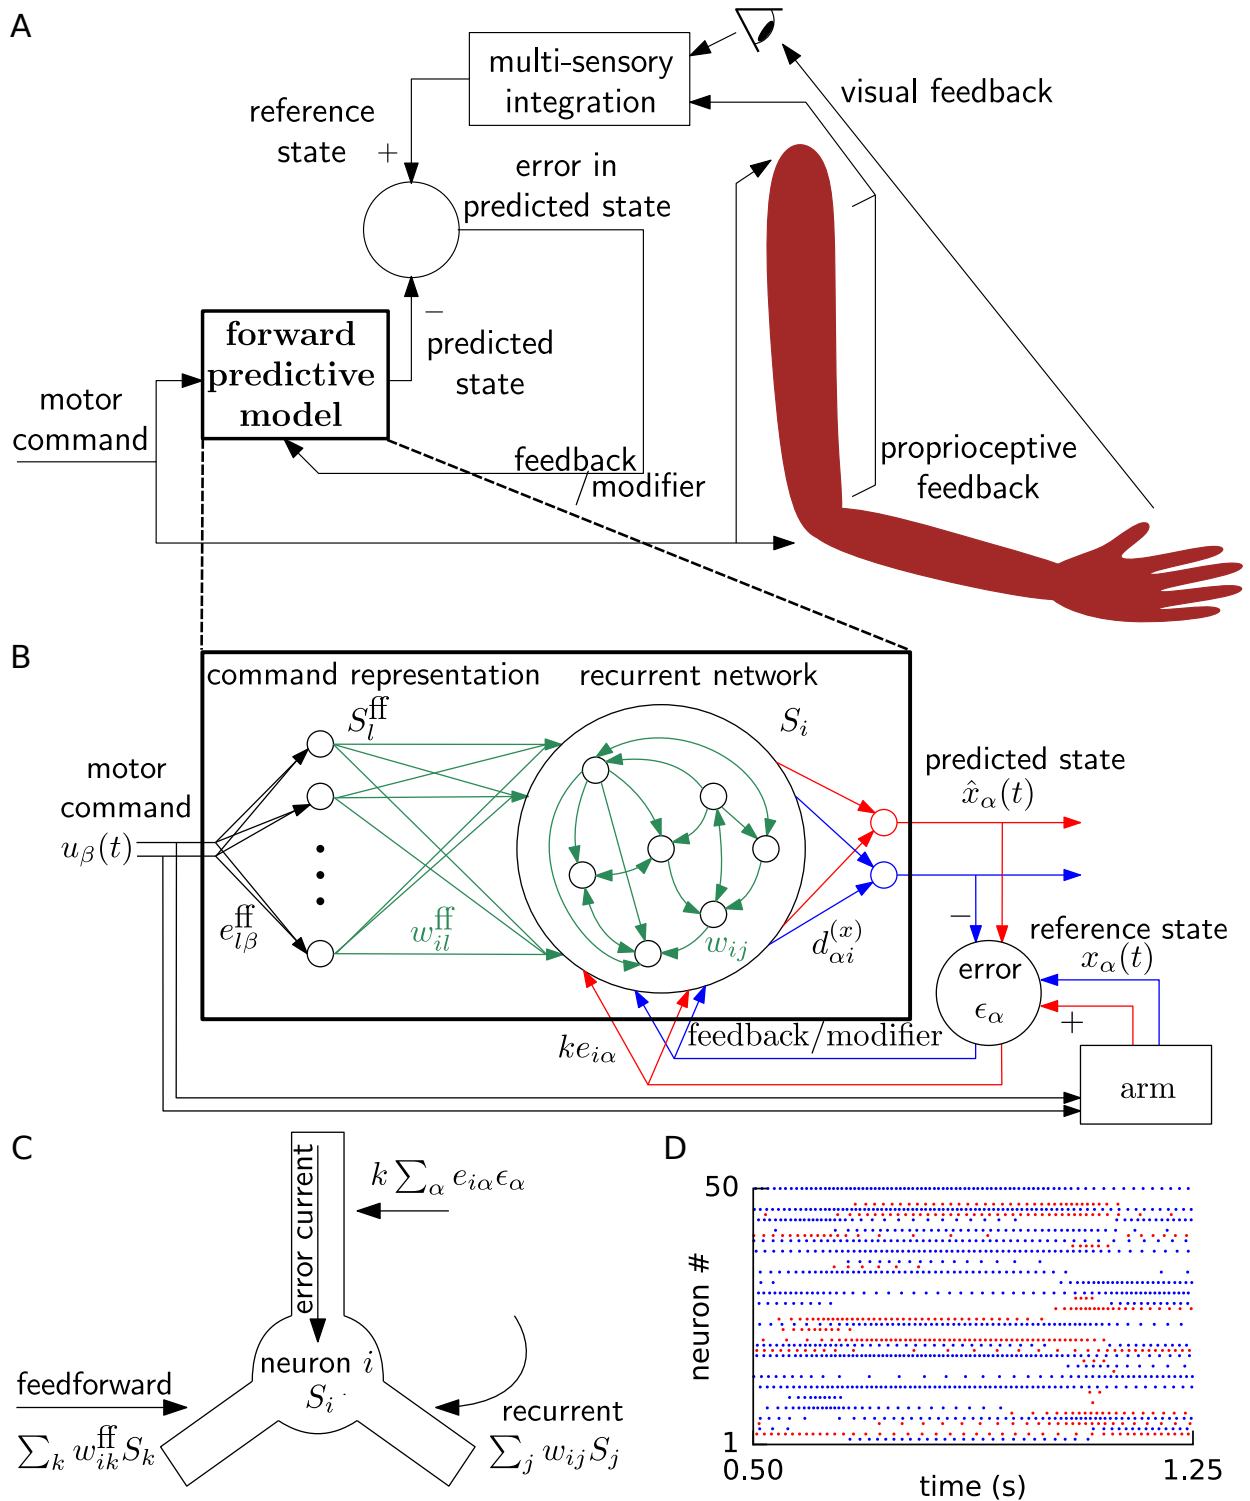 A
multi-sensory
integration
visual feedback
reference
state
+
error in
predicted state
−
forward
predictive
model
predicted
state
motor
command
feedback
/modifier
proprioceptive
feedback
B
command representation
recurrent network
S_l^ff
S_i
motor
command
u_β(t)
predicted state
x̂_α(t)
e_lβ^ff
w_il^ff
w_ij
d_αi^(x)
−
reference state
x_α(t)
error
ϵ_α
+
ke_iα
feedback/modifier
arm
C
error current
k ∑_α e_iα ϵ_α
neuron i
S_i
feedforward
∑_k w_ik^ff S_k
recurrent
∑_j w_ij S_j
D
50
neuron #
1
0.50
1.25
time (s)